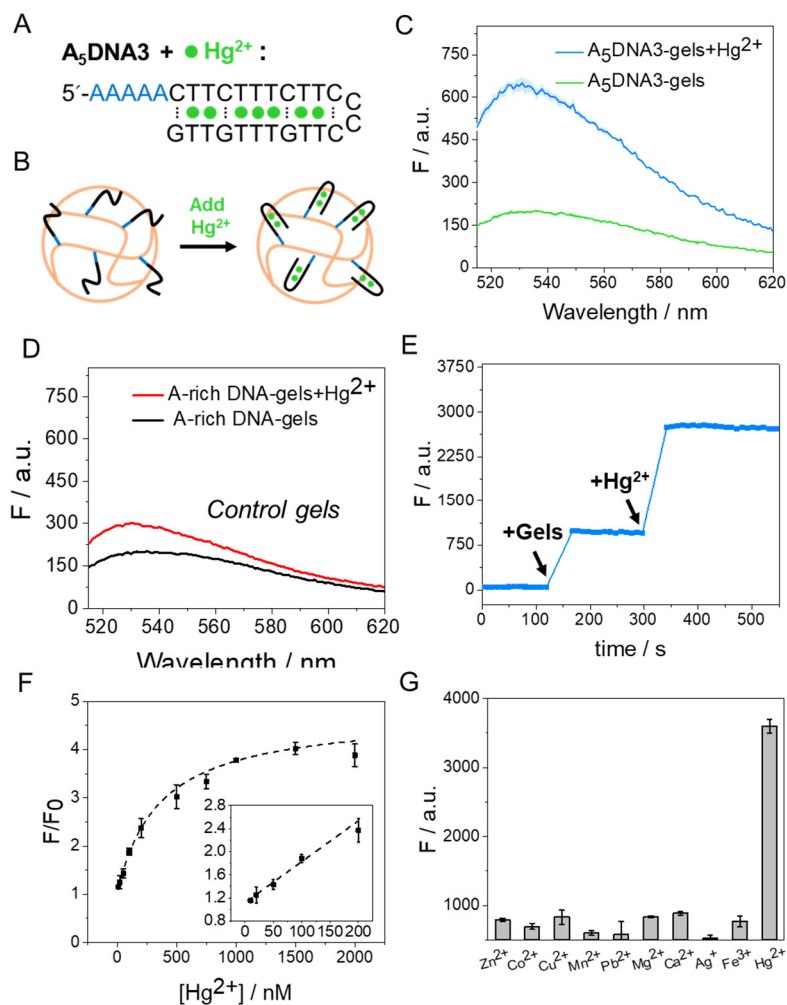 A
A5DNA3 + Hg2+ :
5´-AAAAACTTCTTTCTTC
C
C
GTTGTTTGTTC
C
B
Add
Hg2+
C
F / a.u.
750
600
450
300
150
0
A5DNA3-gels+Hg2+
A5DNA3-gels
520 540 560 580 600 620
Wavelength / nm
D
F / a.u.
750
600
450
300
150
0
A-rich DNA-gels+Hg2+
A-rich DNA-gels
Control gels
520 540 560 580 600 620
Wavelength / nm
E
F / a.u.
3750
3000
1500
750
0
+Hg2+
+Gels
0 100 200 300 400 500
time / s
F
F/F0
5
4
3
2
1
0
2.8
2.4
2.0
1.6
1.2
0.8
0 50 100 150 200
0 500 1000 1500 2000
[Hg2+] / nM
G
F / a.u.
4000
3000
2000
1000
Zn2+ Co2+ Cu2+ Mn2+ Pb2+ Mg2+ Ca2+ Ag+ Fe3+ Hg2+